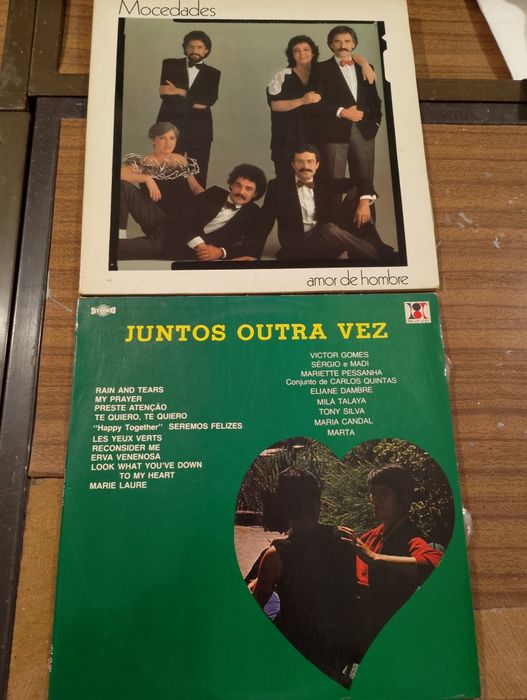 Mocedades
amor de hombre
STEREO
JUNTOS OUTRA VEZ
RAIN AND TEARS
MY PRAYER
PRESTE ATENÇÃO
TE QUIERO, TE QUIERO
"Happy Together" SEREMOS FELIZES
LES YEUX VERTS
RECONSIDER ME
ERVA VENENOSA
LOOK WHAT YOU'VE DOWN
TO MY HEART
MARIE LAURE
VICTOR GOMES
SÉRGIO e MADI
MARIETTE PESSANHA
Conjunto de CARLOS QUINTAS
ELIANE DAMBRE
MILÁ TALAYA
TONY SILVA
MARIA CANDAL
MARTA